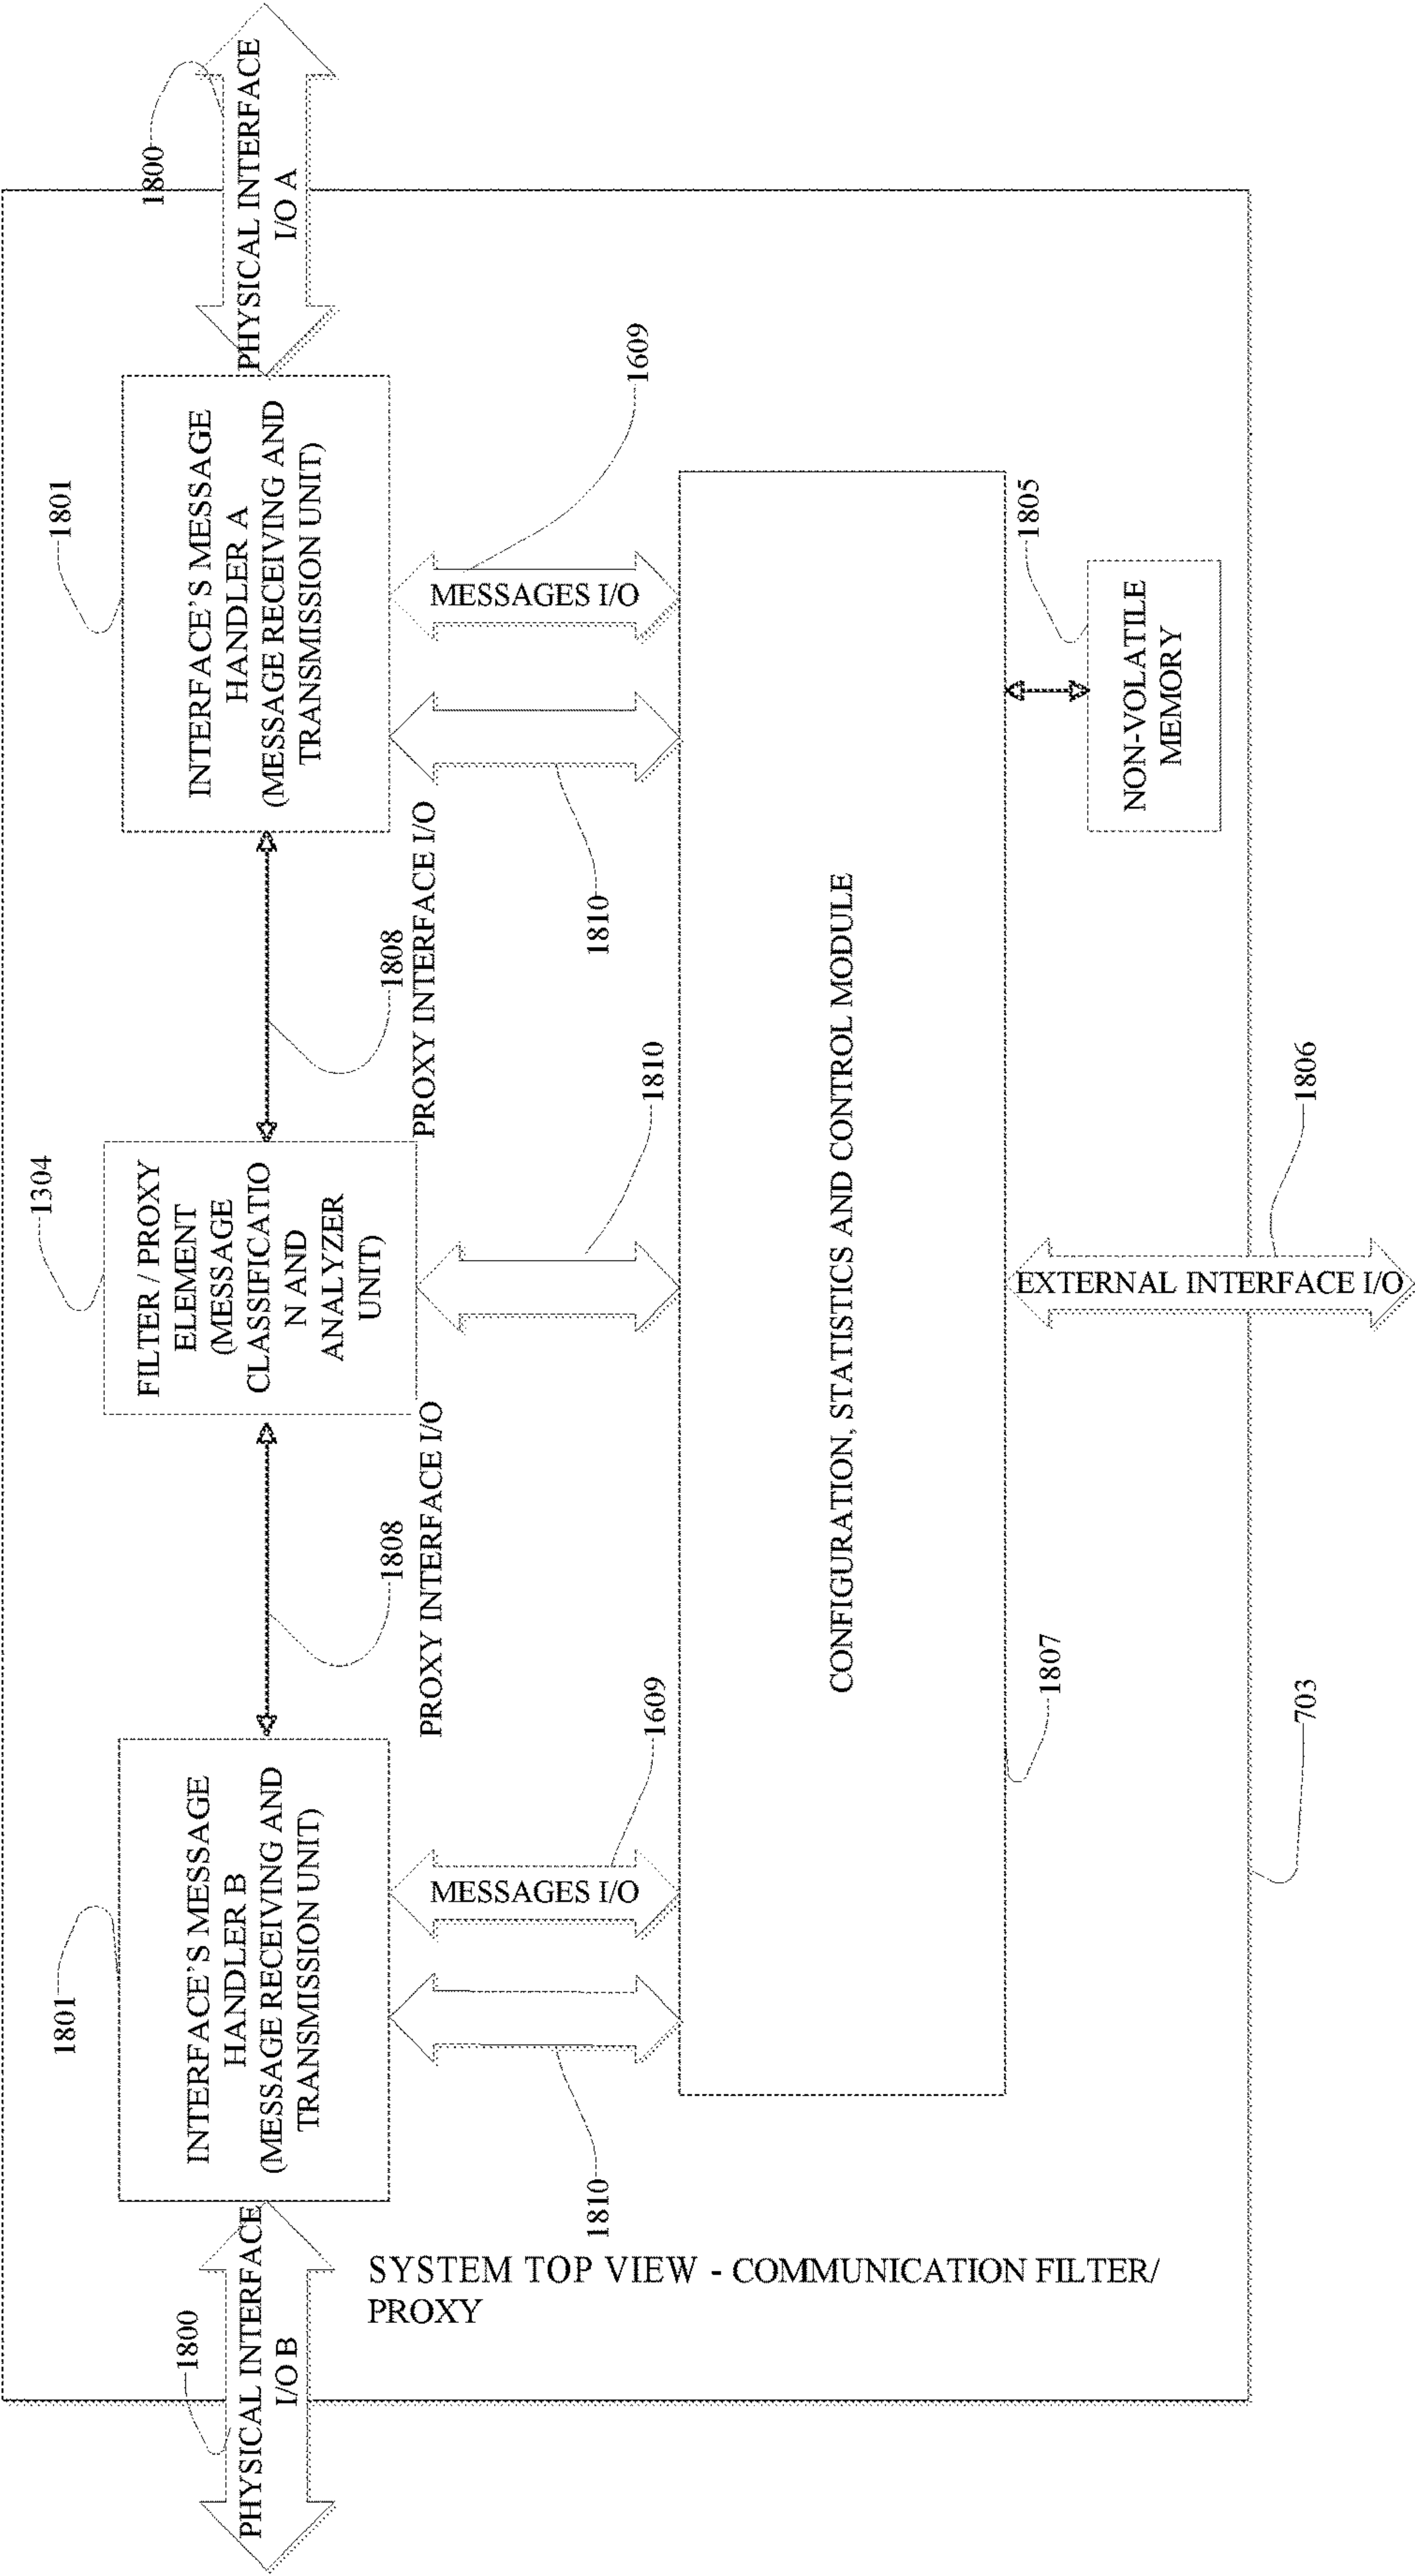 1800
PHYSICAL INTERFACE
I/O B
1801
INTERFACE'S MESSAGE
HANDLER B
(MESSAGE RECEIVING AND
TRANSMISSION UNIT)
1808
PROXY INTERFACE I/O
1304
FILTER / PROXY
ELEMENT
(MESSAGE
CLASSIFICATIO
N AND
ANALYZER
UNIT)
1808
PROXY INTERFACE I/O
1801
INTERFACE'S MESSAGE
HANDLER A
(MESSAGE RECEIVING AND
TRANSMISSION UNIT)
1800
PHYSICAL INTERFACE
I/O A
1810
MESSAGES I/O
1609
1810
1810
MESSAGES I/O
1609
CONFIGURATION, STATISTICS AND CONTROL MODULE
1807
1805
NON-VOLATILE
MEMORY
EXTERNAL INTERFACE I/O
1806
703
SYSTEM TOP VIEW - COMMUNICATION FILTER/
PROXY